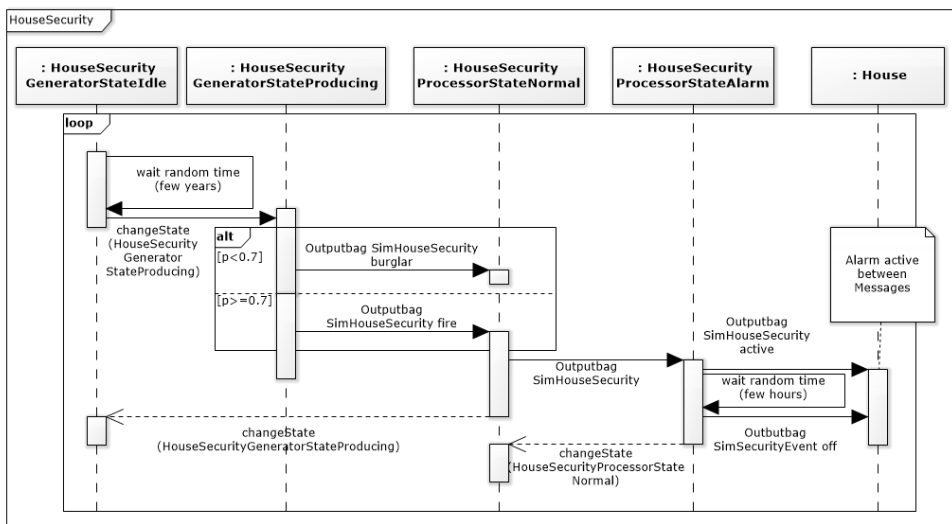 HouseSecurity
: HouseSecurity
GeneratorStateIdle
: HouseSecurity
GeneratorStateProducing
: HouseSecurity
ProcessorStateNormal
: HouseSecurity
ProcessorStateAlarm
: House
loop
wait random time
(few years)
changeState
(HouseSecurity
Generator
StateProducing)
alt
[p<0.7]
Outputbag SimHouseSecurity
burglar
[p>=0.7]
Outputbag
SimHouseSecurity fire
Alarm active
between
Messages
Outputbag
SimHouseSecurity
active
Outputbag
SimHouseSecurity
wait random time
(few hours)
changeState
(HouseSecurityGeneratorStateProducing)
Outbutbag
SimSecurityEvent off
changeState
(HouseSecurityProcessorState
Normal)